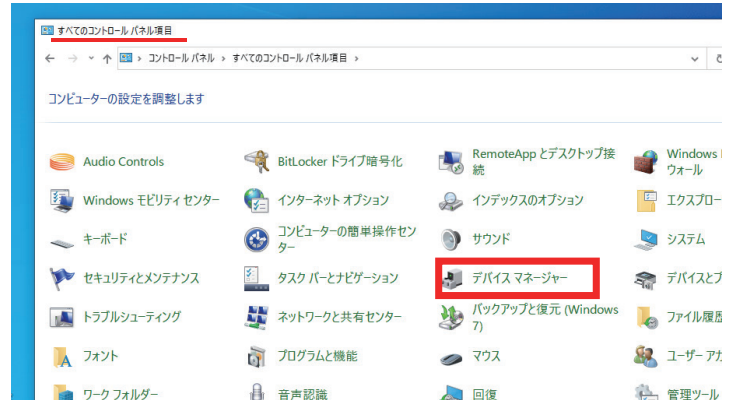 すべてのコントロール パネル項目
コントロール パネル › すべてのコントロール パネル項目 ›
コンピューターの設定を調整します
Audio Controls
BitLocker ドライブ暗号化
RemoteApp とデスクトップ接
続
Windows
ウォール
Windows モビリティ センター
インターネット オプション
インデックスのオプション
エクスプロー
キーボード
コンピューターの簡単操作セン
ター
サウンド
システム
セキュリティとメンテナンス
タスク バーとナビゲーション
デバイス マネージャー
デバイスとプ
トラブルシューティング
ネットワークと共有センター
バックアップと復元 (Windows
7)
ファイル履歴
フォント
プログラムと機能
マウス
ユーザー アカ
ワーク フォルダー
音声認識
回復
管理ツール